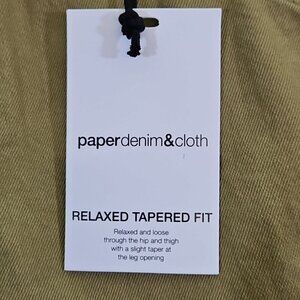 paperdenim&cloth
RELAXED TAPERED FIT
Relaxed and loose
through the hip and thigh
with a slight taper at
the leg opening